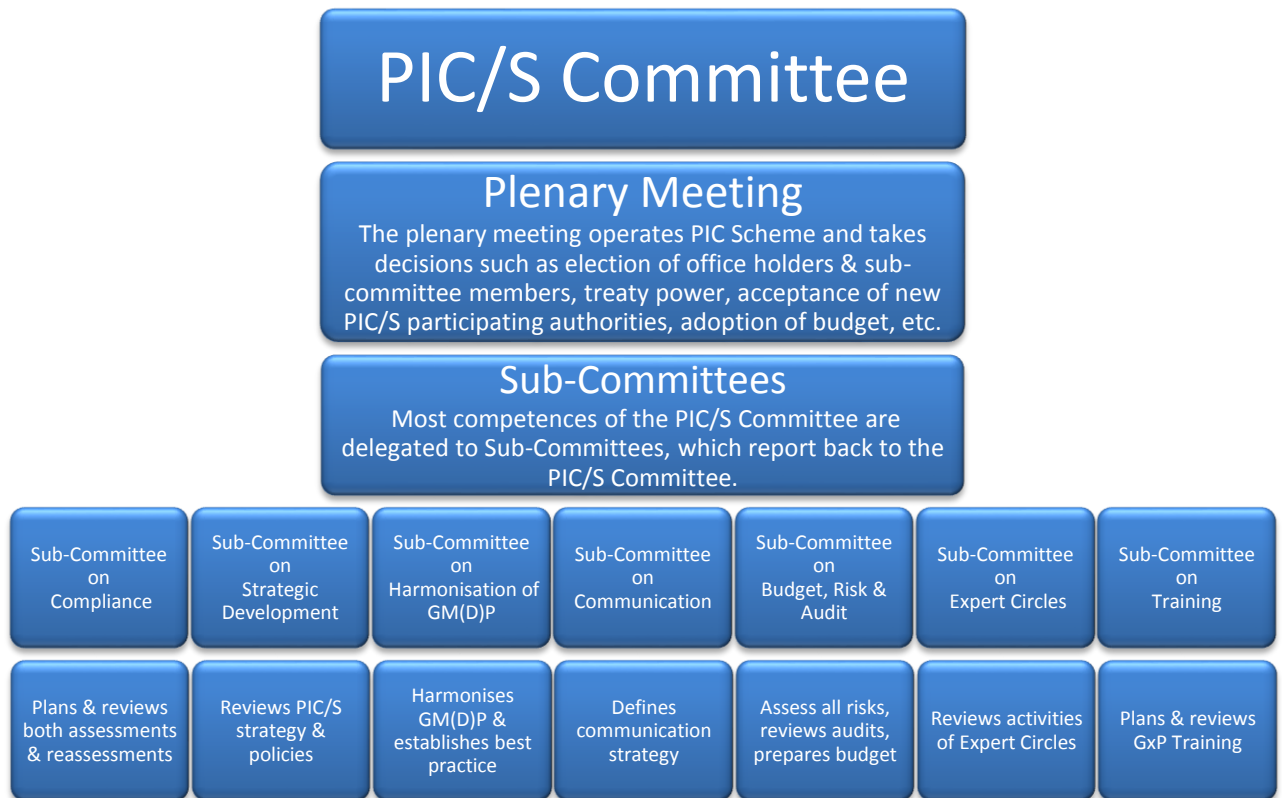 PIC/S Committee
Plenary Meeting
The plenary meeting operates PIC Scheme and takes
decisions such as election of office holders & sub-
committee members, treaty power, acceptance of new
PIC/S participating authorities, adoption of budget, etc.
Sub-Committees
Most competences of the PIC/S Committee are
delegated to Sub-Committees, which report back to the
PIC/S Committee.
Sub-Committee
on
Compliance
Sub-Committee
on
Strategic
Development
Sub-Committee
on
Harmonisation of
GM(D)P
Sub-Committee
on
Communication
Sub-Committee
on
Budget, Risk &
Audit
Sub-Committee
on
Expert Circles
Sub-Committee
on
Training
Plans & reviews
both assessments
& reassessments
Reviews PIC/S
strategy &
policies
Harmonises
GM(D)P &
establishes best
practice
Defines
communication
strategy
Assess all risks,
reviews audits,
prepares budget
Reviews activities
of Expert Circles
Plans & reviews
GxP Training